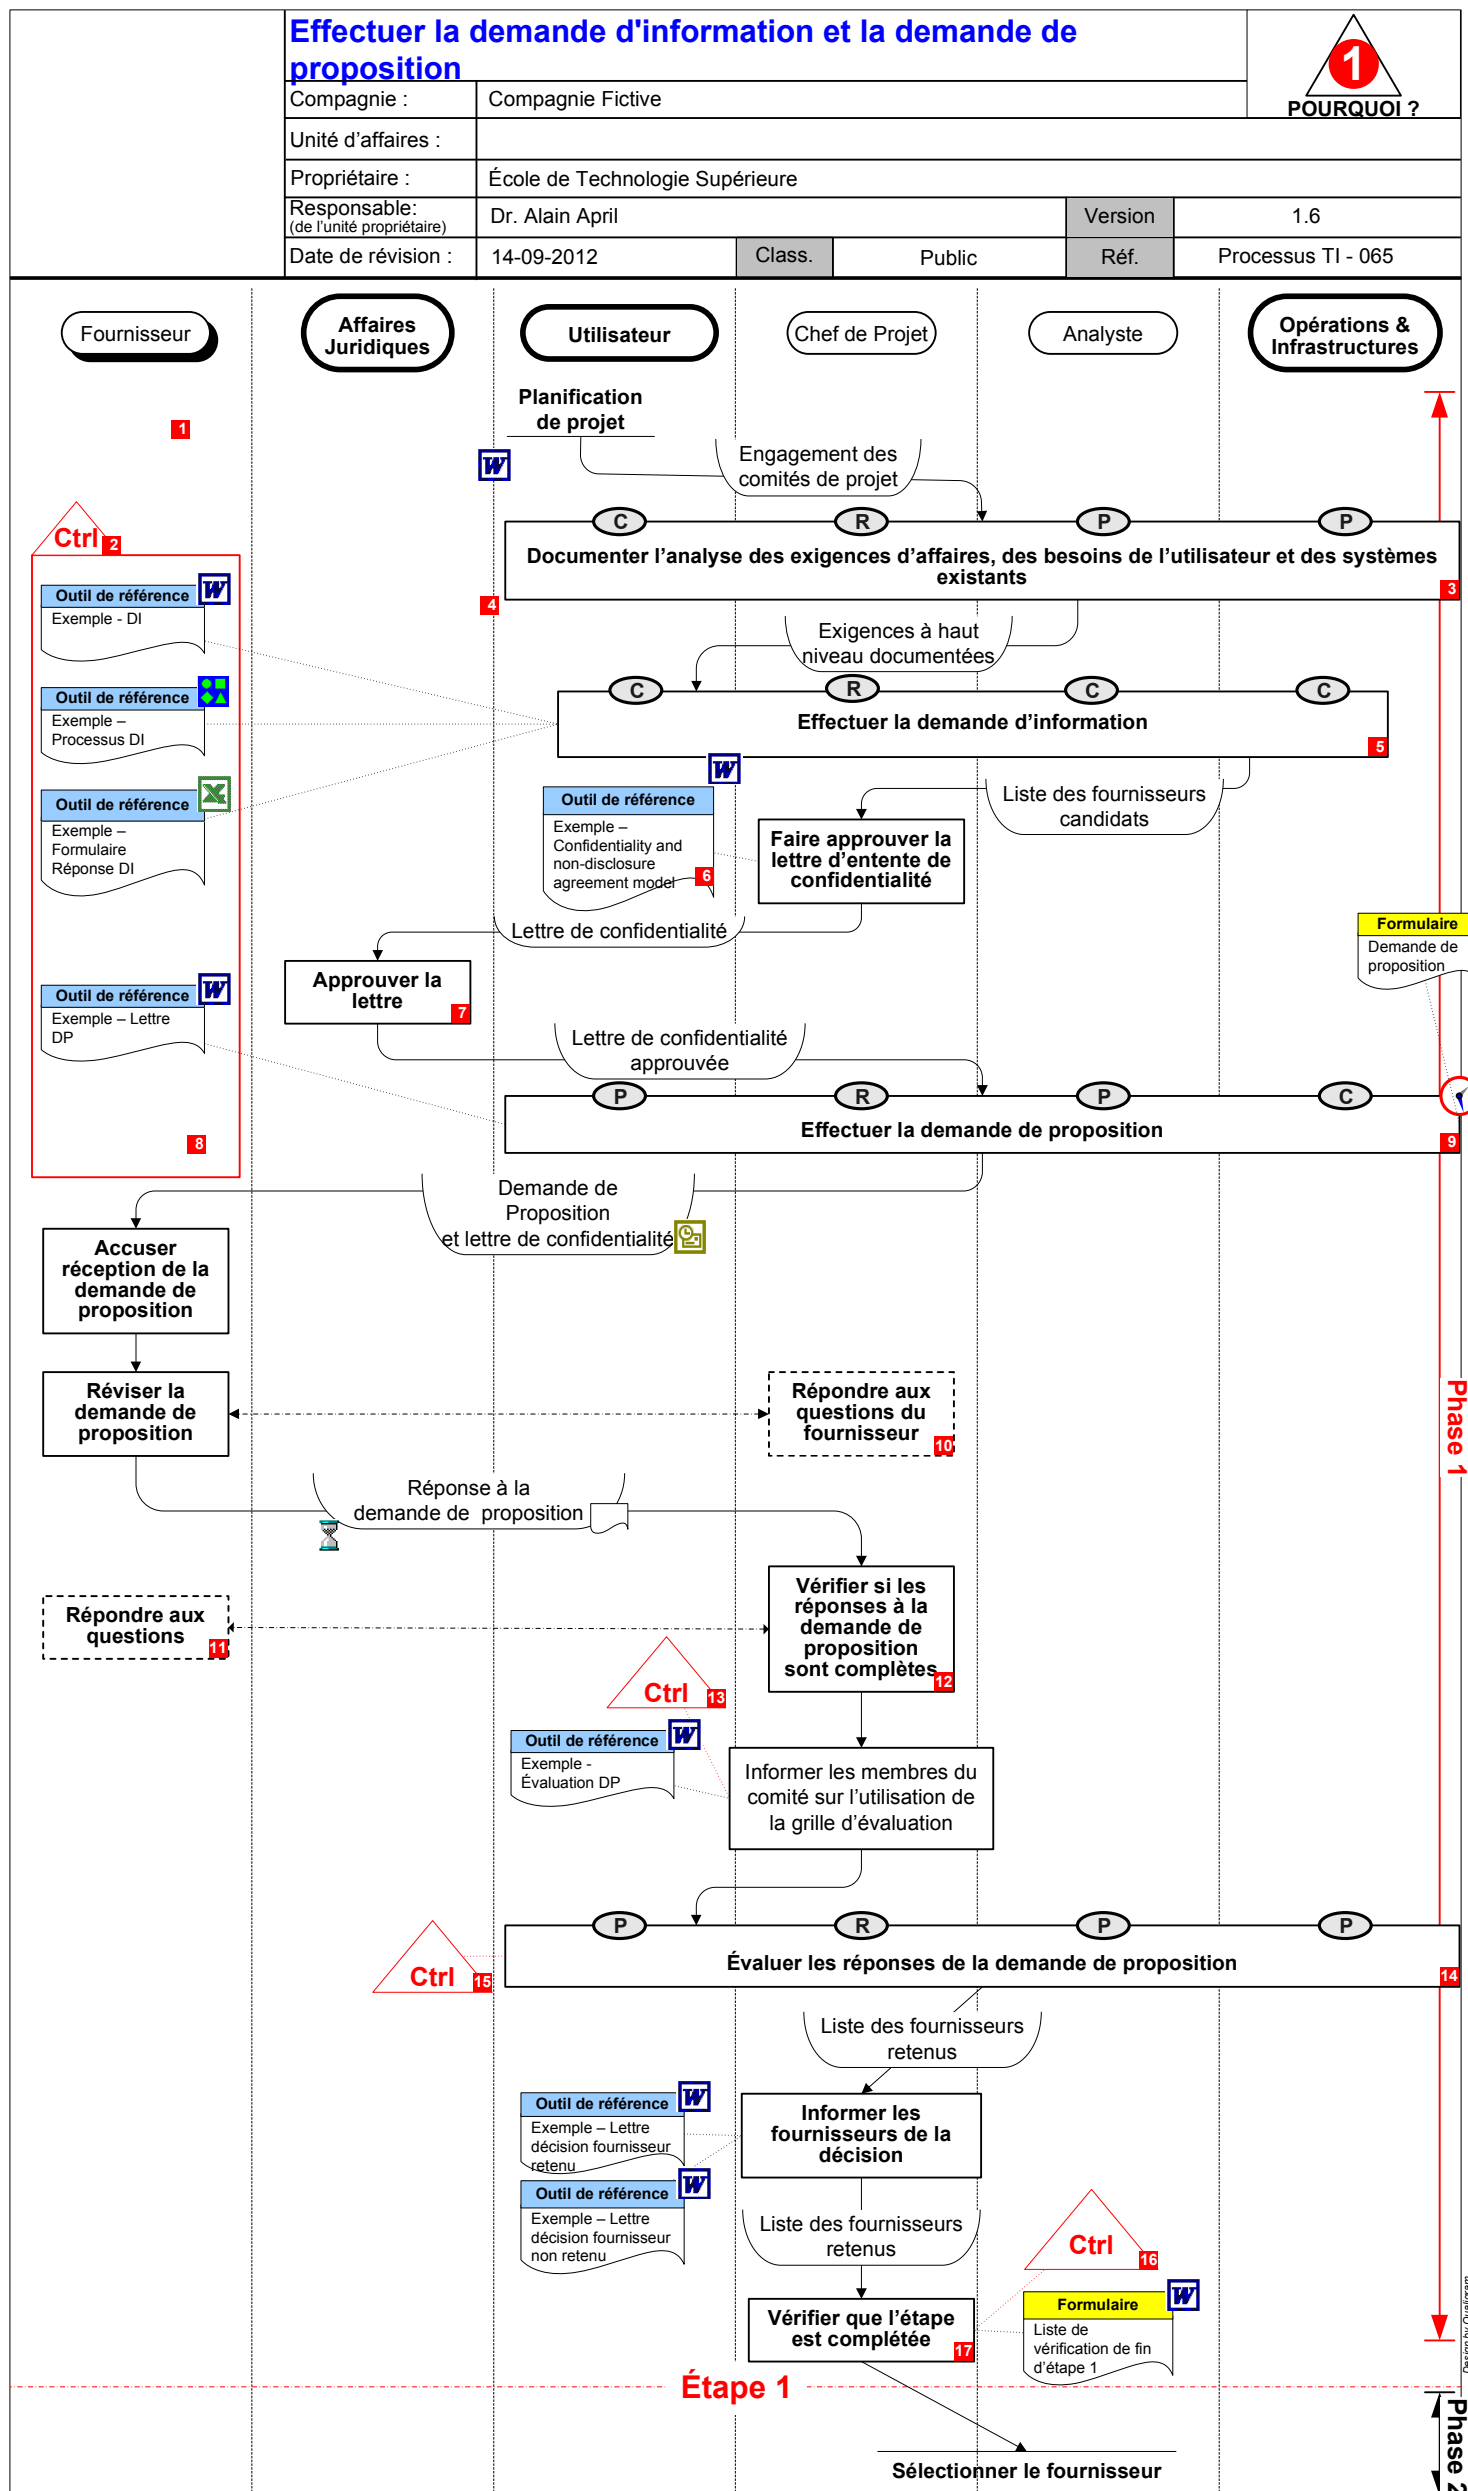 Effectuer la demande d'information et la demande de
proposition
1
POURQUOI ?
Compagnie :
Compagnie Fictive
Unité d'affaires :
Propriétaire :
École de Technologie Supérieure
Responsable:
(de l'unité propriétaire)
Dr. Alain April
Version
1.6
Date de révision :
14-09-2012
Class.
Public
Réf.
Processus TI - 065
Fournisseur
Affaires
Juridiques
Utilisateur
Chef de Projet
Analyste
Opérations &
Infrastructures
Planification
de projet
1
W
Engagement des
comités de projet
Ctrl
2
C
R
P
P
Documenter l'analyse des exigences d'affaires, des besoins de l'utilisateur et des systèmes
existants
3
4
Outil de référence
W
Exemple - DI
Exigences à haut
niveau documentées
Outil de référence
Exemple –
Processus DI
C
R
C
C
Effectuer la demande d'information
5
Outil de référence
Exemple –
Formulaire
Réponse DI
W
Outil de référence
Exemple –
Confidentiality and
non-disclosure
agreement model
6
Liste des fournisseurs
candidats
Faire approuver la
lettre d'entente de
confidentialité
Lettre de confidentialité
Formulaire
Demande de
proposition
Approuver la
lettre
7
Outil de référence
W
Exemple – Lettre
DP
Lettre de confidentialité
approuvée
8
P
R
P
C
Effectuer la demande de proposition
9
Demande de
Proposition
et lettre de confidentialité
Accuser
réception de la
demande de
proposition
Réviser la
demande de
proposition
Répondre aux
questions du
fournisseur
10
Phase 1
Réponse à la
demande de proposition
Répondre aux
questions
11
Vérifier si les
réponses à la
demande de
proposition
sont complètes
12
Ctrl
13
Outil de référence
W
Exemple -
Évaluation DP
Informer les membres du
comité sur l'utilisation de
la grille d'évaluation
P
R
P
P
Évaluer les réponses de la demande de proposition
14
Ctrl
15
Liste des fournisseurs
retenus
Outil de référence
W
Exemple – Lettre
décision fournisseur
retenu
Informer les
fournisseurs de la
décision
Outil de référence
W
Exemple – Lettre
décision fournisseur
non retenu
Liste des fournisseurs
retenus
Ctrl
16
Vérifier que l'étape
est complétée
17
Formulaire
W
Liste de
vérification de fin
d'étape 1
Design by Qualigram
Étape 1
Phase 2
Sélectionner le fournisseur